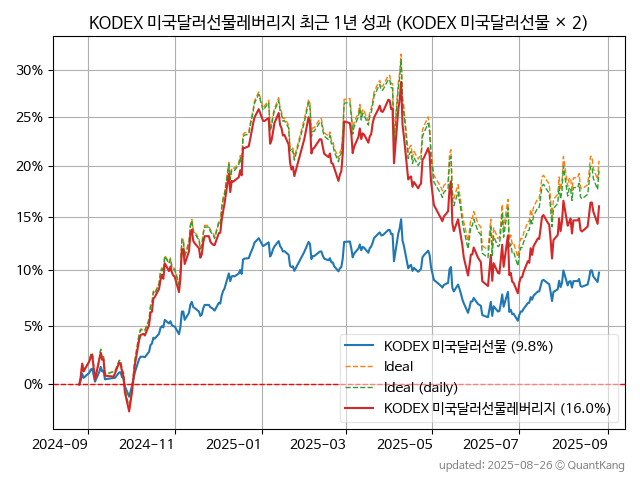 KODEX 미국달러선물레버리지 최근 1년 성과 (KODEX 미국달러선물 × 2)
30%
25%
20%
15%
10%
5%
0%
KODEX 미국달러선물 (9.8%)
Ideal
Ideal (daily)
KODEX 미국달러선물레버리지 (16.0%)
2024-09
2024-11
2025-01
2025-03
2025-05
2025-07
2025-09
updated: 2025-08-26 © QuantKang